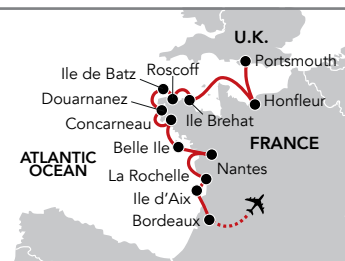 U.K.
Portsmouth
Ile de Batz
Roscoff
Douarnanez
Honfleur
Concarneau
Ile Brehat
FRANCE
Belle Ile
ATLANTIC
OCEAN
Nantes
La Rochelle
Ile d'Aix
Bordeaux